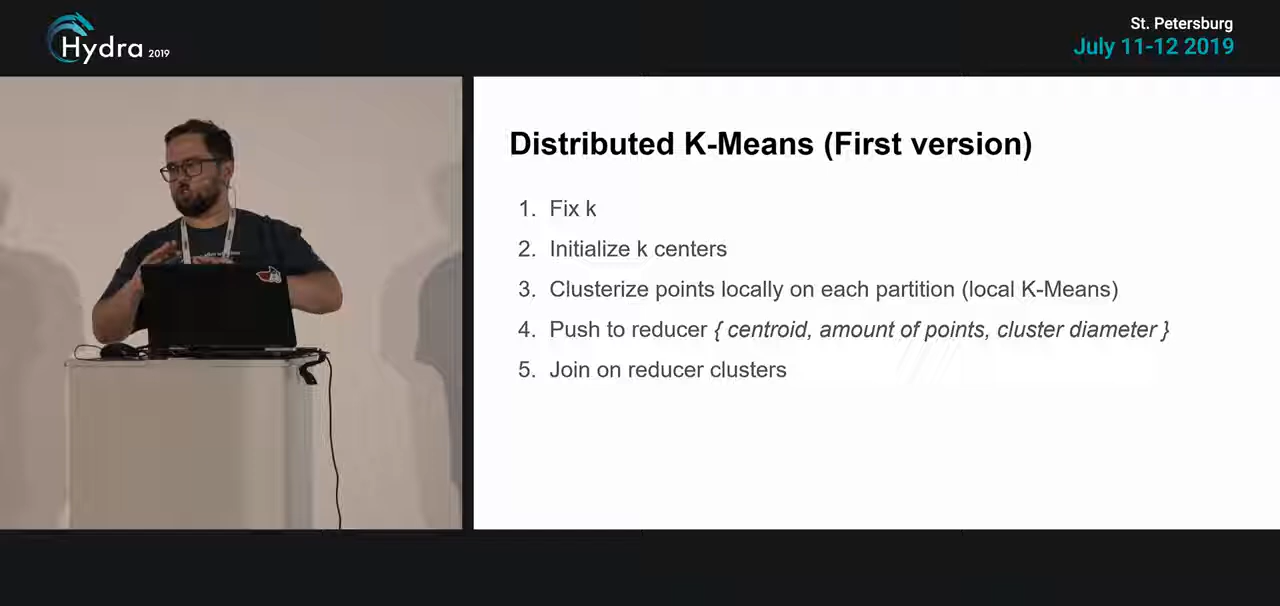 Hydra 2019
St. Petersburg
July 11-12 2019
Distributed K-Means (First version)
1. Fix k
2. Initialize k centers
3. Clusterize points locally on each partition (local K-Means)
4. Push to reducer { centroid, amount of points, cluster diameter }
5. Join on reducer clusters